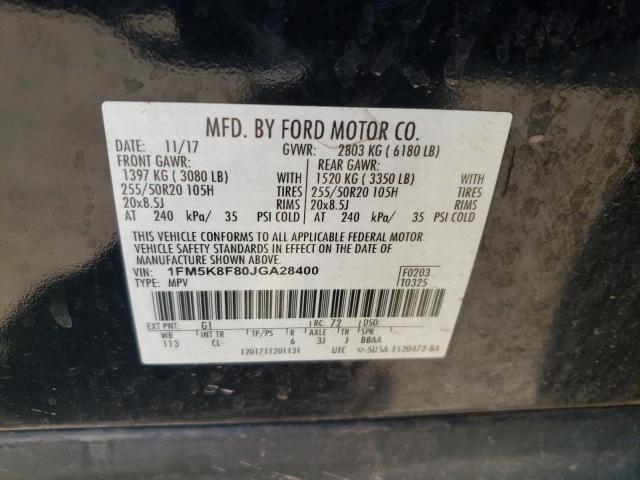 MFD. BY FORD MOTOR CO.
DATE: 11/17 GVWR: 2803 KG ( 6180 LB)
FRONT GAWR: REAR GAWR:
1397 KG ( 3080 LB) WITH 1520 KG ( 3350 LB) WITH
255/50R20 105H TIRES 255/50R20 105H TIRES
20x8.5J RIMS 20x8.5J RIMS
AT 240 kPa/ 35 PSI COLD AT 240 kPa/ 35 PSI COLD
THIS VEHICLE CONFORMS TO ALL APPLICABLE FEDERAL MOTOR
VEHICLE SAFETY STANDARDS IN EFFECT ON THE DATE OF
MANUFACTURE SHOWN ABOVE.
VIN: 1FM5K8F80JGA28400 F0203
TYPE: MPV T0325
EXT PNT: G1 RC: 72 DSO:
WB INT TR TP/PS R AXLE TR SPR
113 CL 6 3J J BBAA
1201711201131 UTC 5U5A-1520472-BA